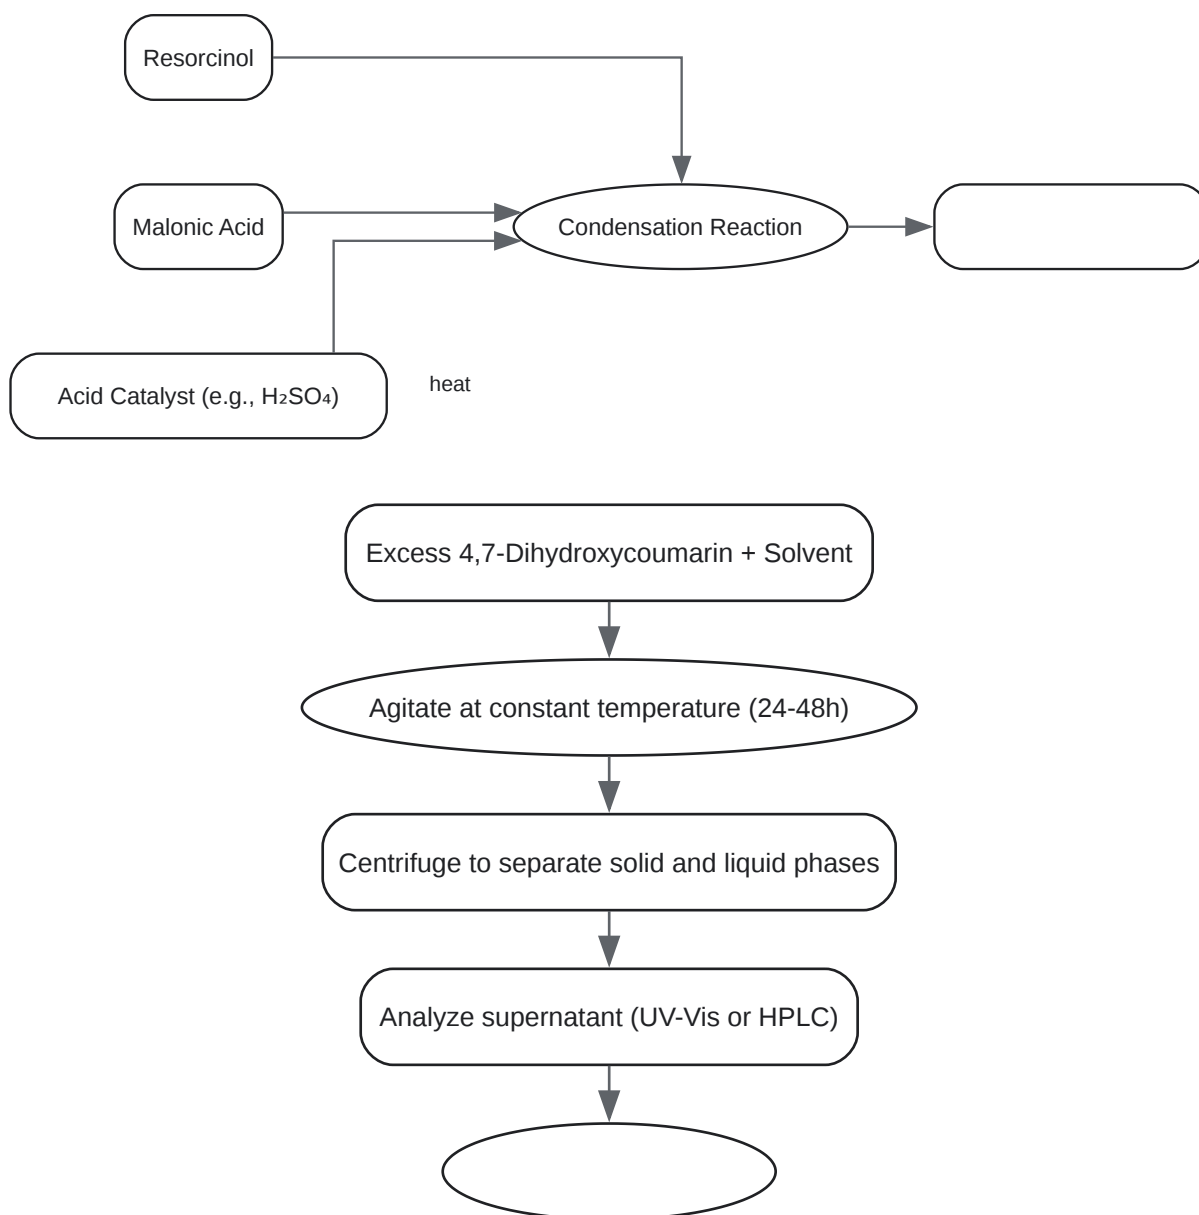 Resorcinol
Malonic Acid
Condensation Reaction
Acid Catalyst (e.g., H₂SO₄)
heat
Excess 4,7-Dihydroxycoumarin + Solvent
Agitate at constant temperature (24-48h)
Centrifuge to separate solid and liquid phases
Analyze supernatant (UV-Vis or HPLC)